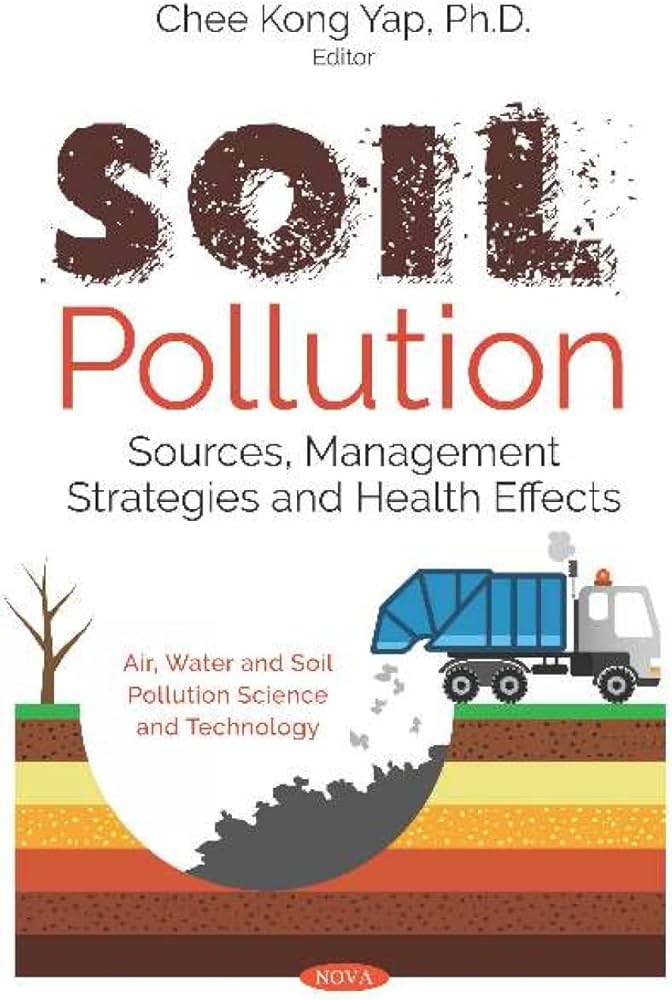 Chee Kong Yap, Ph.D.
Editor
SOIL
Pollution
Sources, Management
Strategies and Health Effects
Air, Water and Soil
Pollution Science
and Technology
NOVA